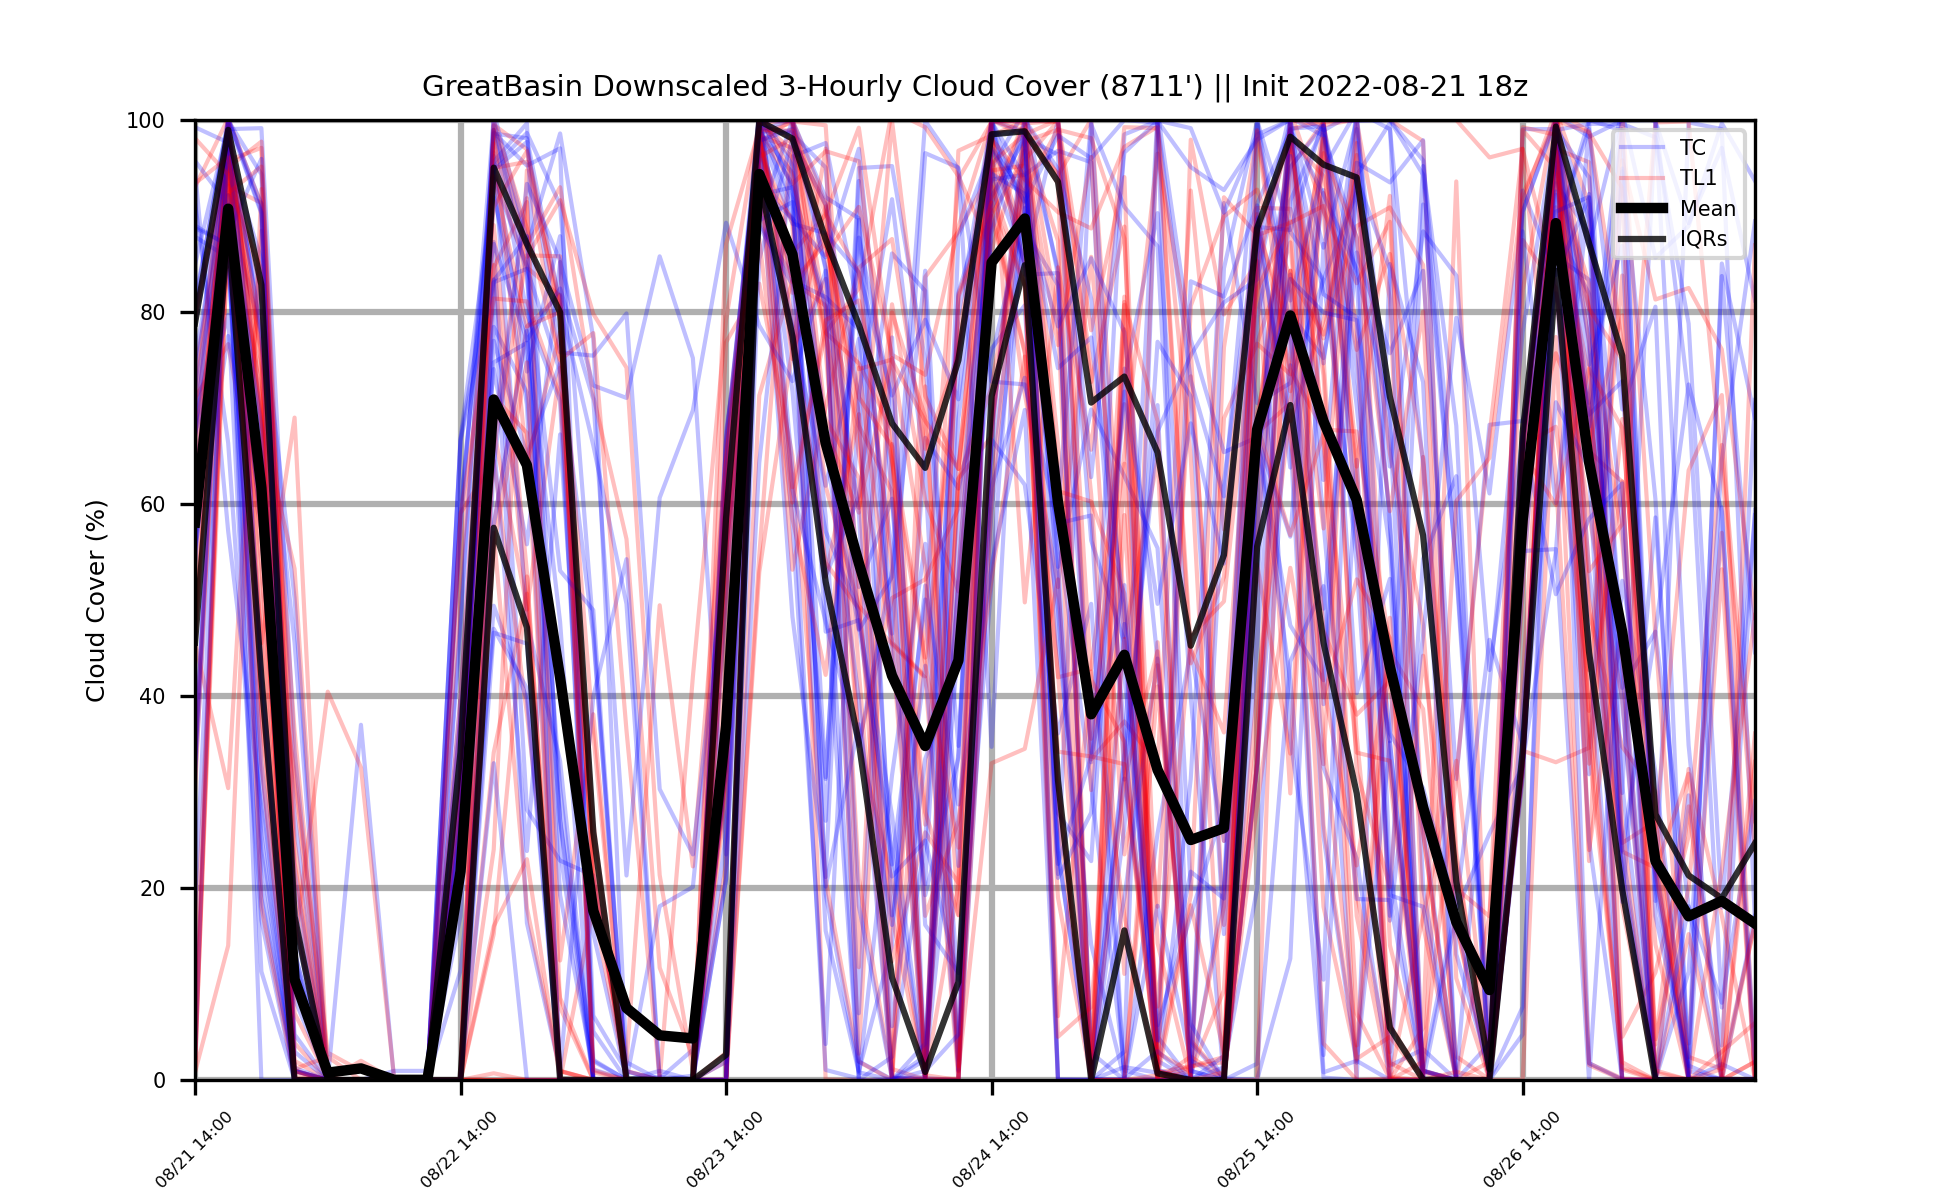 GreatBasin Downscaled 3-Hourly Cloud Cover (8711') || Init 2022-08-21 18z
Cloud Cover (%)
100
80
60
40
20
0
TC
TL1
Mean
IQRs
08/21 14:00
08/22 14:00
08/23 14:00
08/24 14:00
08/25 14:00
08/26 14:00